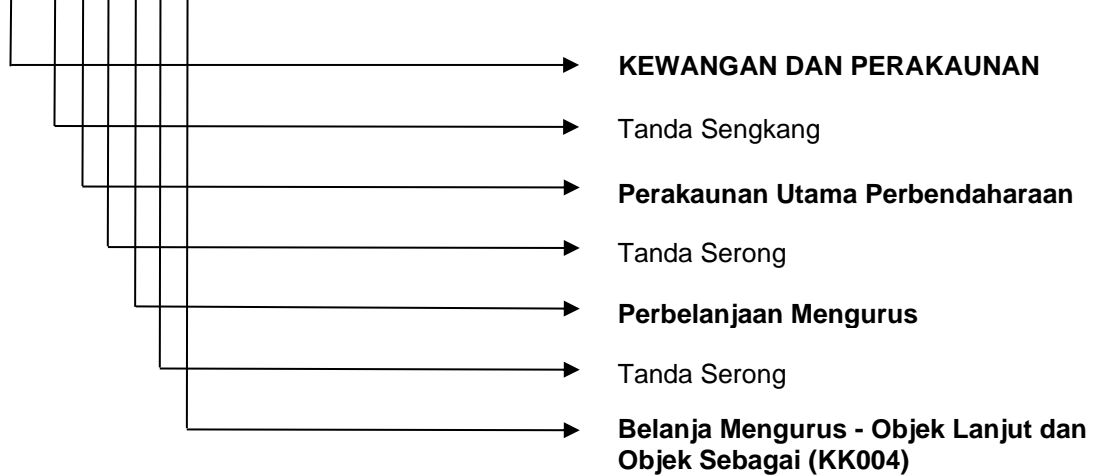 KEWANGAN DAN PERAKAUNAN
Tanda Sengkang
Perakaunan Utama Perbendaharaan
Tanda Serong
Perbelanjaan Mengurus
Tanda Serong
Belanja Mengurus - Objek Lanjut dan
Objek Sebagai (KK004)